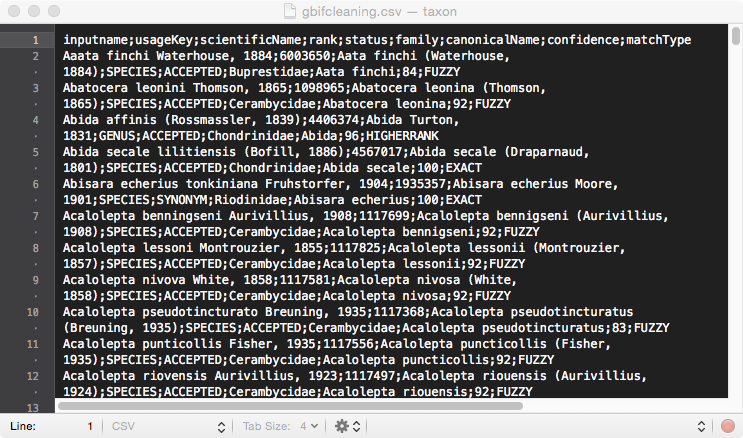 gbifcleaning.csv — taxon
1 inputname;usageKey;scientificName;rank;status;family;canonicalName;confidence;matchType
2 Aaata finchi Waterhouse, 1884;6003650;Aata finchi (Waterhouse,
· 1884);SPECIES;ACCEPTED;Buprestidae;Aata finchi;84;FUZZY
3 Abatocera leonini Thomson, 1865;1098965;Abatocera leonina (Thomson,
· 1865);SPECIES;ACCEPTED;Cerambycidae;Abatocera leonina;92;FUZZY
4 Abida affinis (Rossmassler, 1839);4406374;Abida Turton,
· 1831;GENUS;ACCEPTED;Chondrinidae;Abida;96;HIGHERRANK
5 Abida secale lilitiensis (Bofill, 1886);4567017;Abida secale (Draparnaud,
· 1801);SPECIES;ACCEPTED;Chondrinidae;Abida secale;100;EXACT
6 Abisara echerius tonkiniana Fruhstorfer, 1904;1935357;Abisara echerius Moore,
· 1901;SPECIES;SYNONYM;Riodinidae;Abisara echerius;100;EXACT
7 Acalolepta benningseni Aurivillius, 1908;1117699;Acalolepta bennigseni (Aurivillius,
· 1908);SPECIES;ACCEPTED;Cerambycidae;Acalolepta bennigseni;92;FUZZY
8 Acalolepta lessoni Montrouzier, 1855;1117825;Acalolepta lessonii (Montrouzier,
· 1857);SPECIES;ACCEPTED;Cerambycidae;Acalolepta lessonii;92;FUZZY
9 Acalolepta nivova White, 1858;1117581;Acalolepta nivosa (White,
· 1858);SPECIES;ACCEPTED;Cerambycidae;Acalolepta nivosa;92;FUZZY
10 Acalolepta pseudotincturato Breuning, 1935;1117368;Acalolepta pseudotincturatus
· (Breuning, 1935);SPECIES;ACCEPTED;Cerambycidae;Acalolepta pseudotincturatus;83;FUZZY
11 Acalolepta punticollis Fisher, 1935;1117556;Acalolepta puncticollis (Fisher,
· 1935);SPECIES;ACCEPTED;Cerambycidae;Acalolepta puncticollis;92;FUZZY
12 Acalolepta riovensis Aurivillius, 1923;1117497;Acalolepta riouensis (Aurivillius,
· 1924);SPECIES;ACCEPTED;Cerambycidae;Acalolepta riouensis;92;FUZZY
13
Line: 1 CSV Tab Size: 4